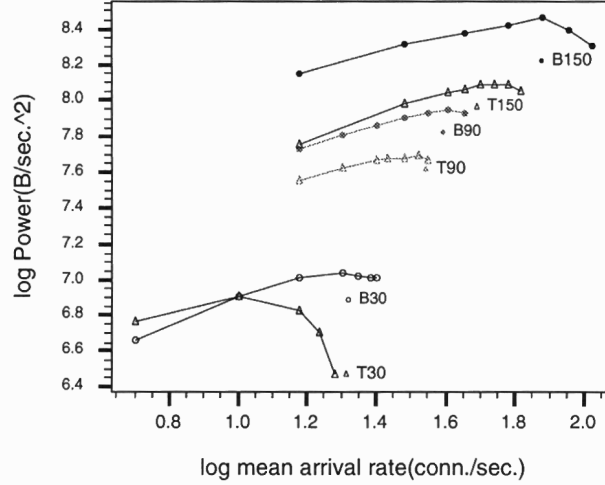 log Power(B/sec.^2)
8.4
8.2
8.0
7.8
7.6
7.4
7.2
7.0
6.8
6.6
6.4
B150
T150
B90
T90
B30
T30
0.8 1.0 1.2 1.4 1.6 1.8 2.0
log mean arrival rate(conn./sec.)